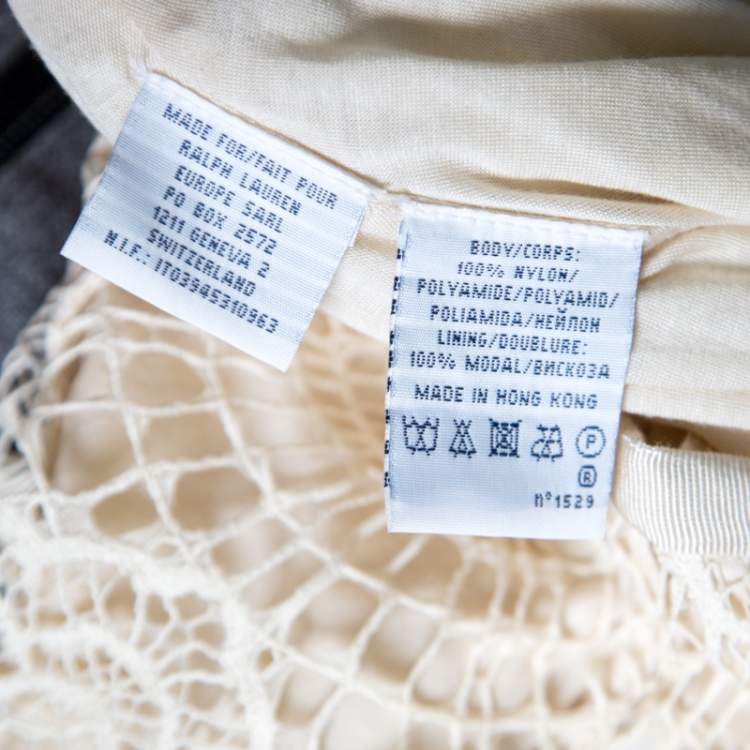 MADE FOR/FAIT POUR
RALPH LAUREN
EUROPE SARL
PO BOX 2572
1211 GENEVA 2
SWITZERLAND
N.I.F.: IT03945310963
BODY/CORPS:
100% NYLON/
POLYAMIDE/POLYAMID/
POLIAMIDA/НЕЙЛОН
LINING/DOUBLURE:
100% MODAL/ВИСКОЗА
MADE IN HONG KONG
P
®
n°1529